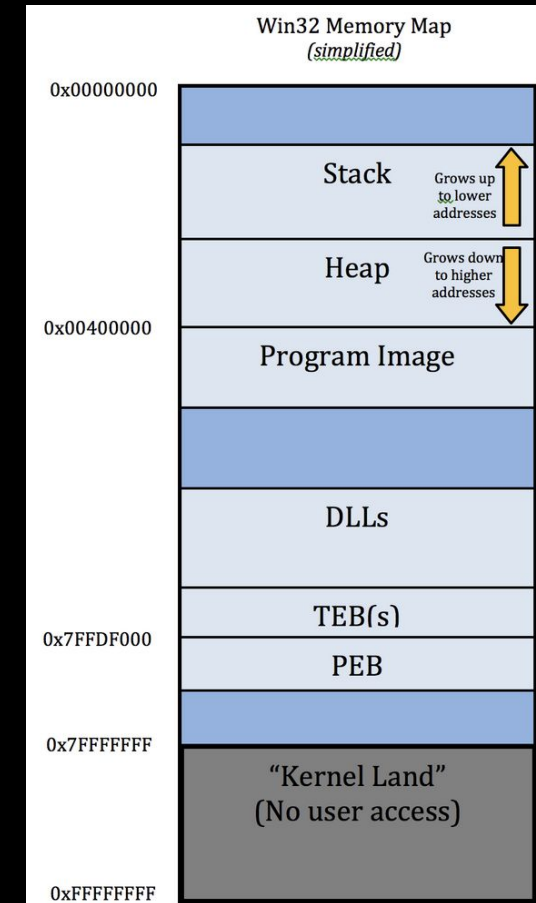 Win32 Memory Map
(simplified)
0x00000000
Stack
Grows up
to lower
addresses
Heap
Grows down
to higher
addresses
0x00400000
Program Image
DLLs
TEB(s)
0x7FFDF000
PEB
0x7FFFFFFF
“Kernel Land”
(No user access)
0xFFFFFFFF